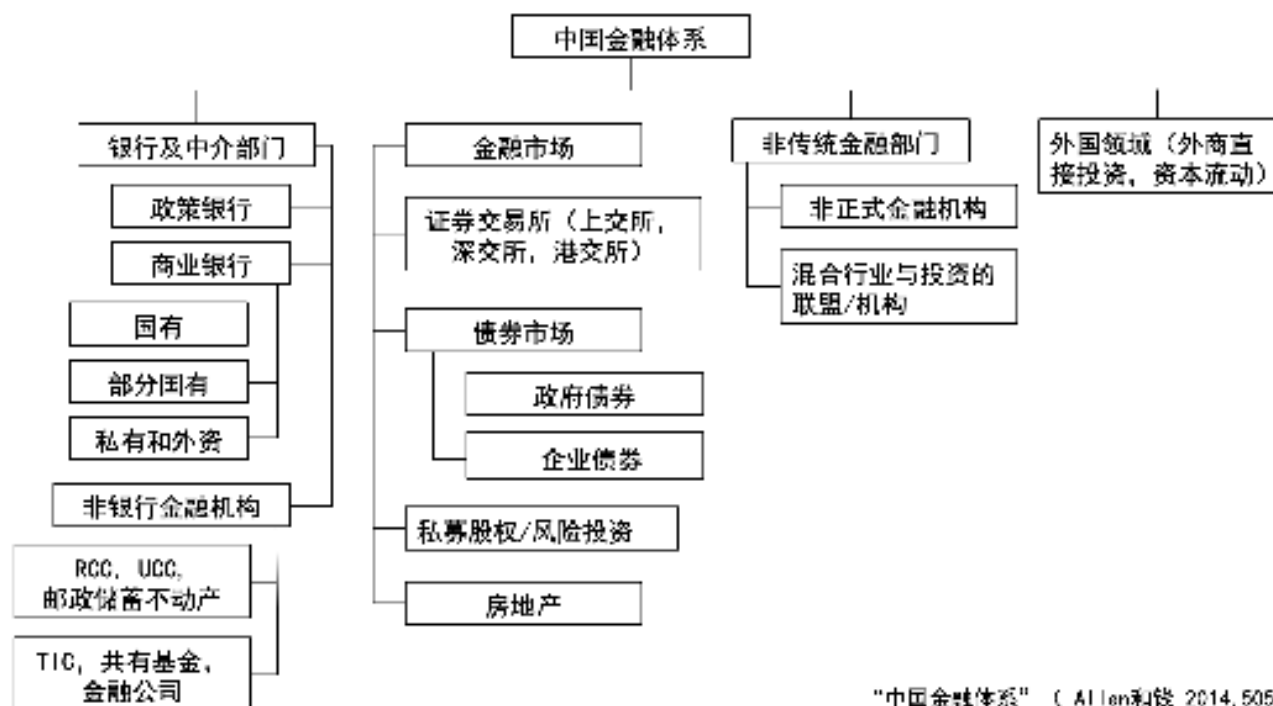 中国金融体系
银行及中介部门
政策银行
商业银行
国有
部分国有
私有和外资
非银行金融机构
RCC, UCC,
邮政储蓄不动产
TIC, 共有基金,
金融公司
金融市场
证券交易所（上交所,
深交所, 港交所）
债券市场
政府债券
企业债券
私募股权/风险投资
房地产
非传统金融部门
非正式金融机构
混合行业与投资的
联盟/机构
外国领域（外商直
接投资, 资本流动）
“中国金融体系” ( Allen和钱 2014,505